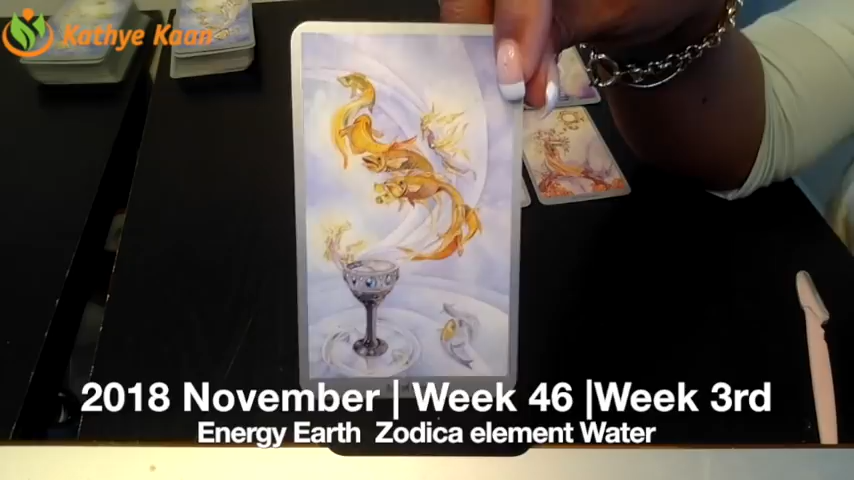 Kathye Kaan
2018 November | Week 46 |Week 3rd
Energy Earth Zodica element Water